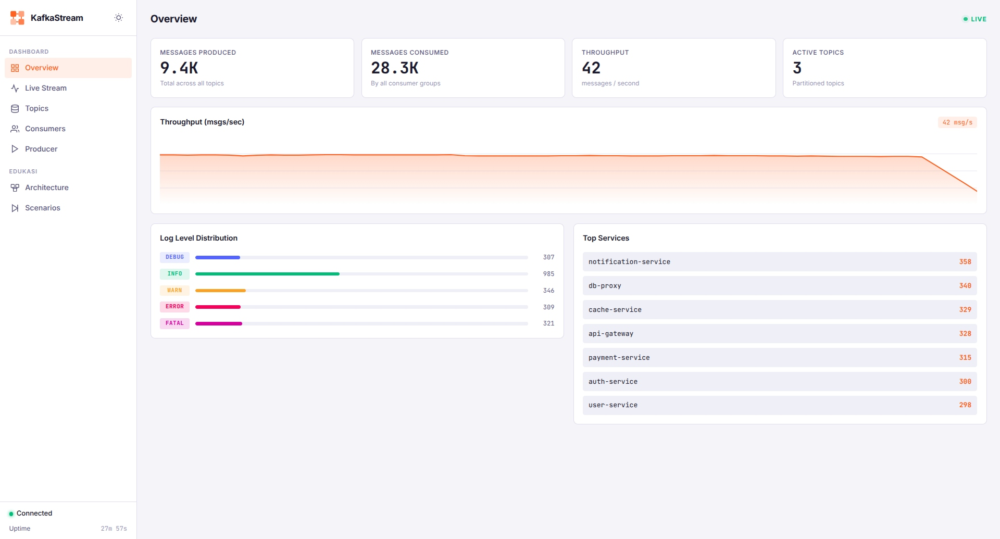 KafkaStream
DASHBOARD
Overview
Live Stream
Topics
Consumers
Producer
EDUKASI
Architecture
Scenarios
Connected
Uptime 27m 57s
Overview
LIVE
MESSAGES PRODUCED
9.4K
Total across all topics
MESSAGES CONSUMED
28.3K
By all consumer groups
THROUGHPUT
42
messages / second
ACTIVE TOPICS
3
Partitioned topics
Throughput (msgs/sec)
42 msg/s
Log Level Distribution
DEBUG 307
INFO 985
WARN 346
ERROR 309
FATAL 321
Top Services
notification-service 358
db-proxy 340
cache-service 329
api-gateway 328
payment-service 315
auth-service 300
user-service 298